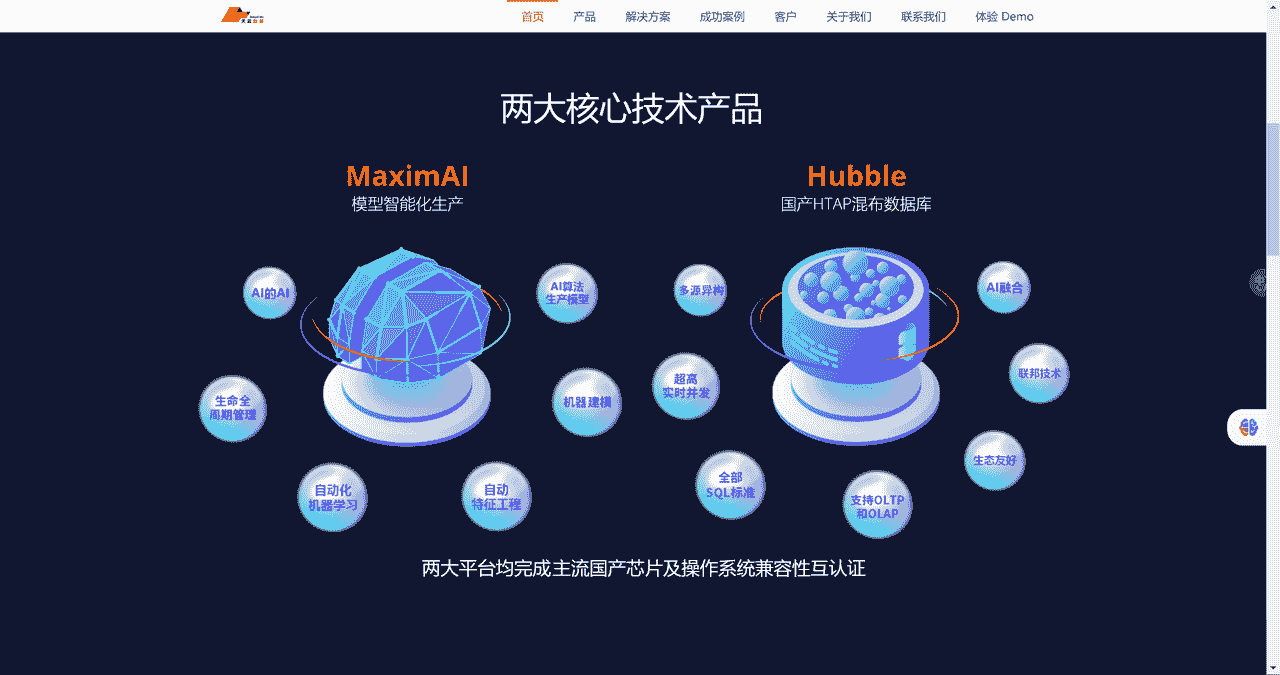 首页 产品 解决方案 成功案例 客户 关于我们 联系我们 体验 Demo
两大核心技术产品
MaximAI
模型智能化生产
AI的AI
AI算法
生产模型
生命全
周期管理
机器建模
自动化
机器学习
自动
特征工程
Hubble
国产HTAP混布数据库
多源异构
AI融合
超高
实时并发
联邦技术
全部
SQL标准
生态友好
支持OLTP
和OLAP
两大平台均完成主流国产芯片及操作系统兼容性互认证